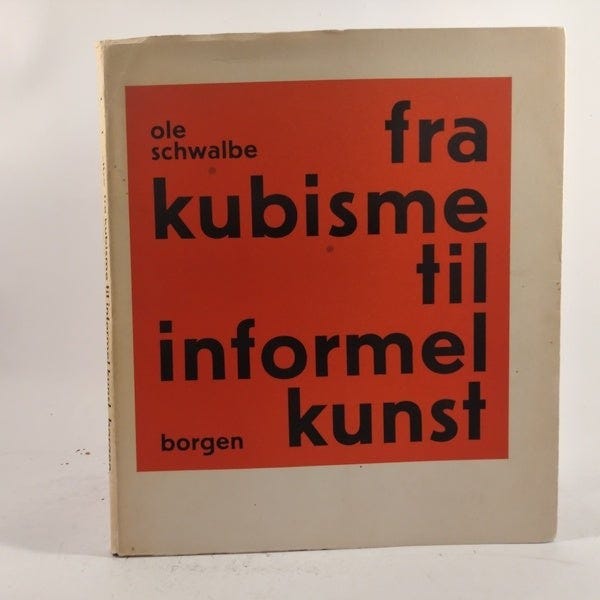 ole
schwalbe
fra
kubisme
til
informel
kunst
borgen